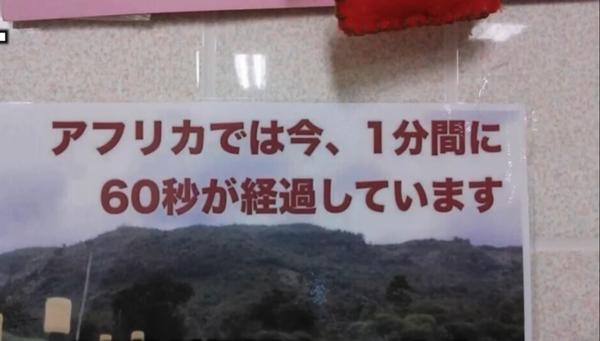 アフリカでは今、1分間に
60秒が経過しています